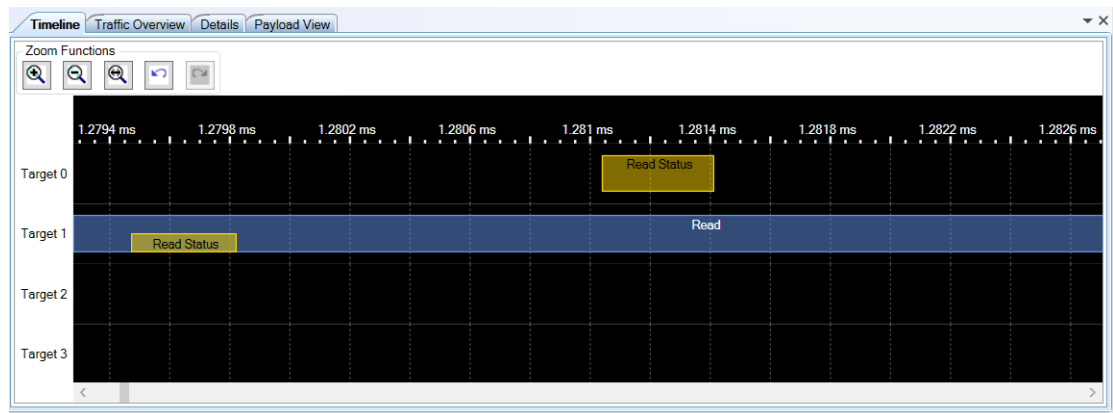 Timeline Traffic Overview Details Payload View
Zoom Functions
1.2794 ms 1.2798 ms 1.2802 ms 1.2806 ms 1.281 ms 1.2814 ms 1.2818 ms 1.2822 ms 1.2826 ms
Target 0 Read Status
Target 1 Read
Read Status
Target 2
Target 3